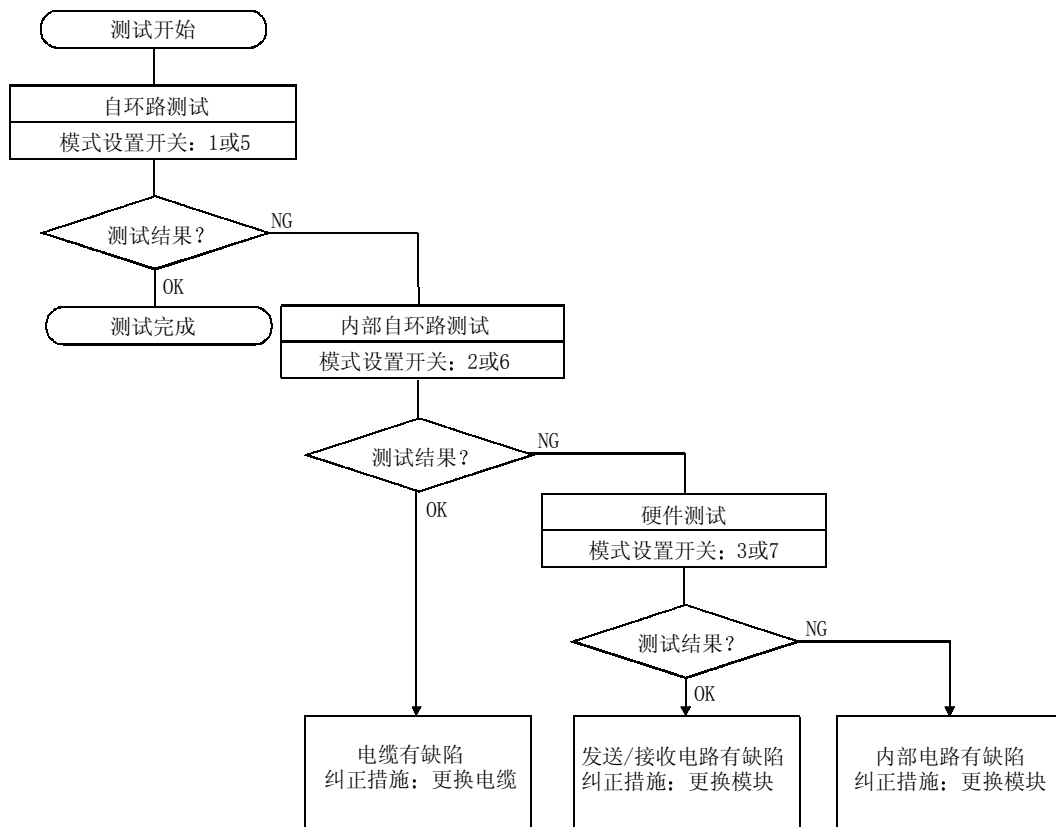 测试开始
自环路测试
模式设置开关：1或5
测试结果？
NG
OK
测试完成
内部自环路测试
模式设置开关：2或6
测试结果？
NG
OK
硬件测试
模式设置开关：3或7
测试结果？
NG
OK
电缆有缺陷
纠正措施：更换电缆
发送/接收电路有缺陷
纠正措施：更换模块
内部电路有缺陷
纠正措施：更换模块